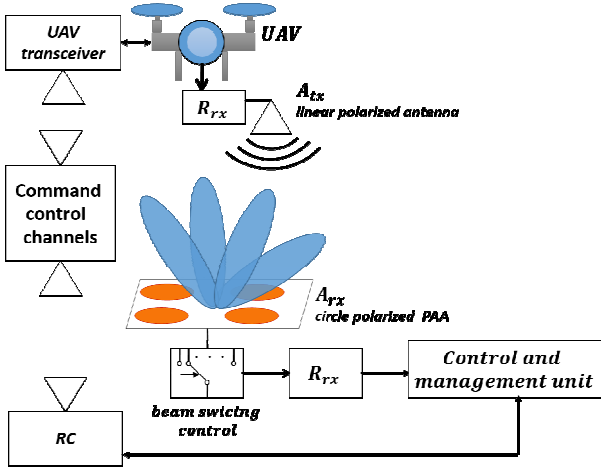 UAV
transceiver
UAV
R_rx
A_tx
linear polarized antenna
Command
control
channels
A_rx
circle polarized PAA
beam swictng
control
R_rx
Control and
management unit
RC